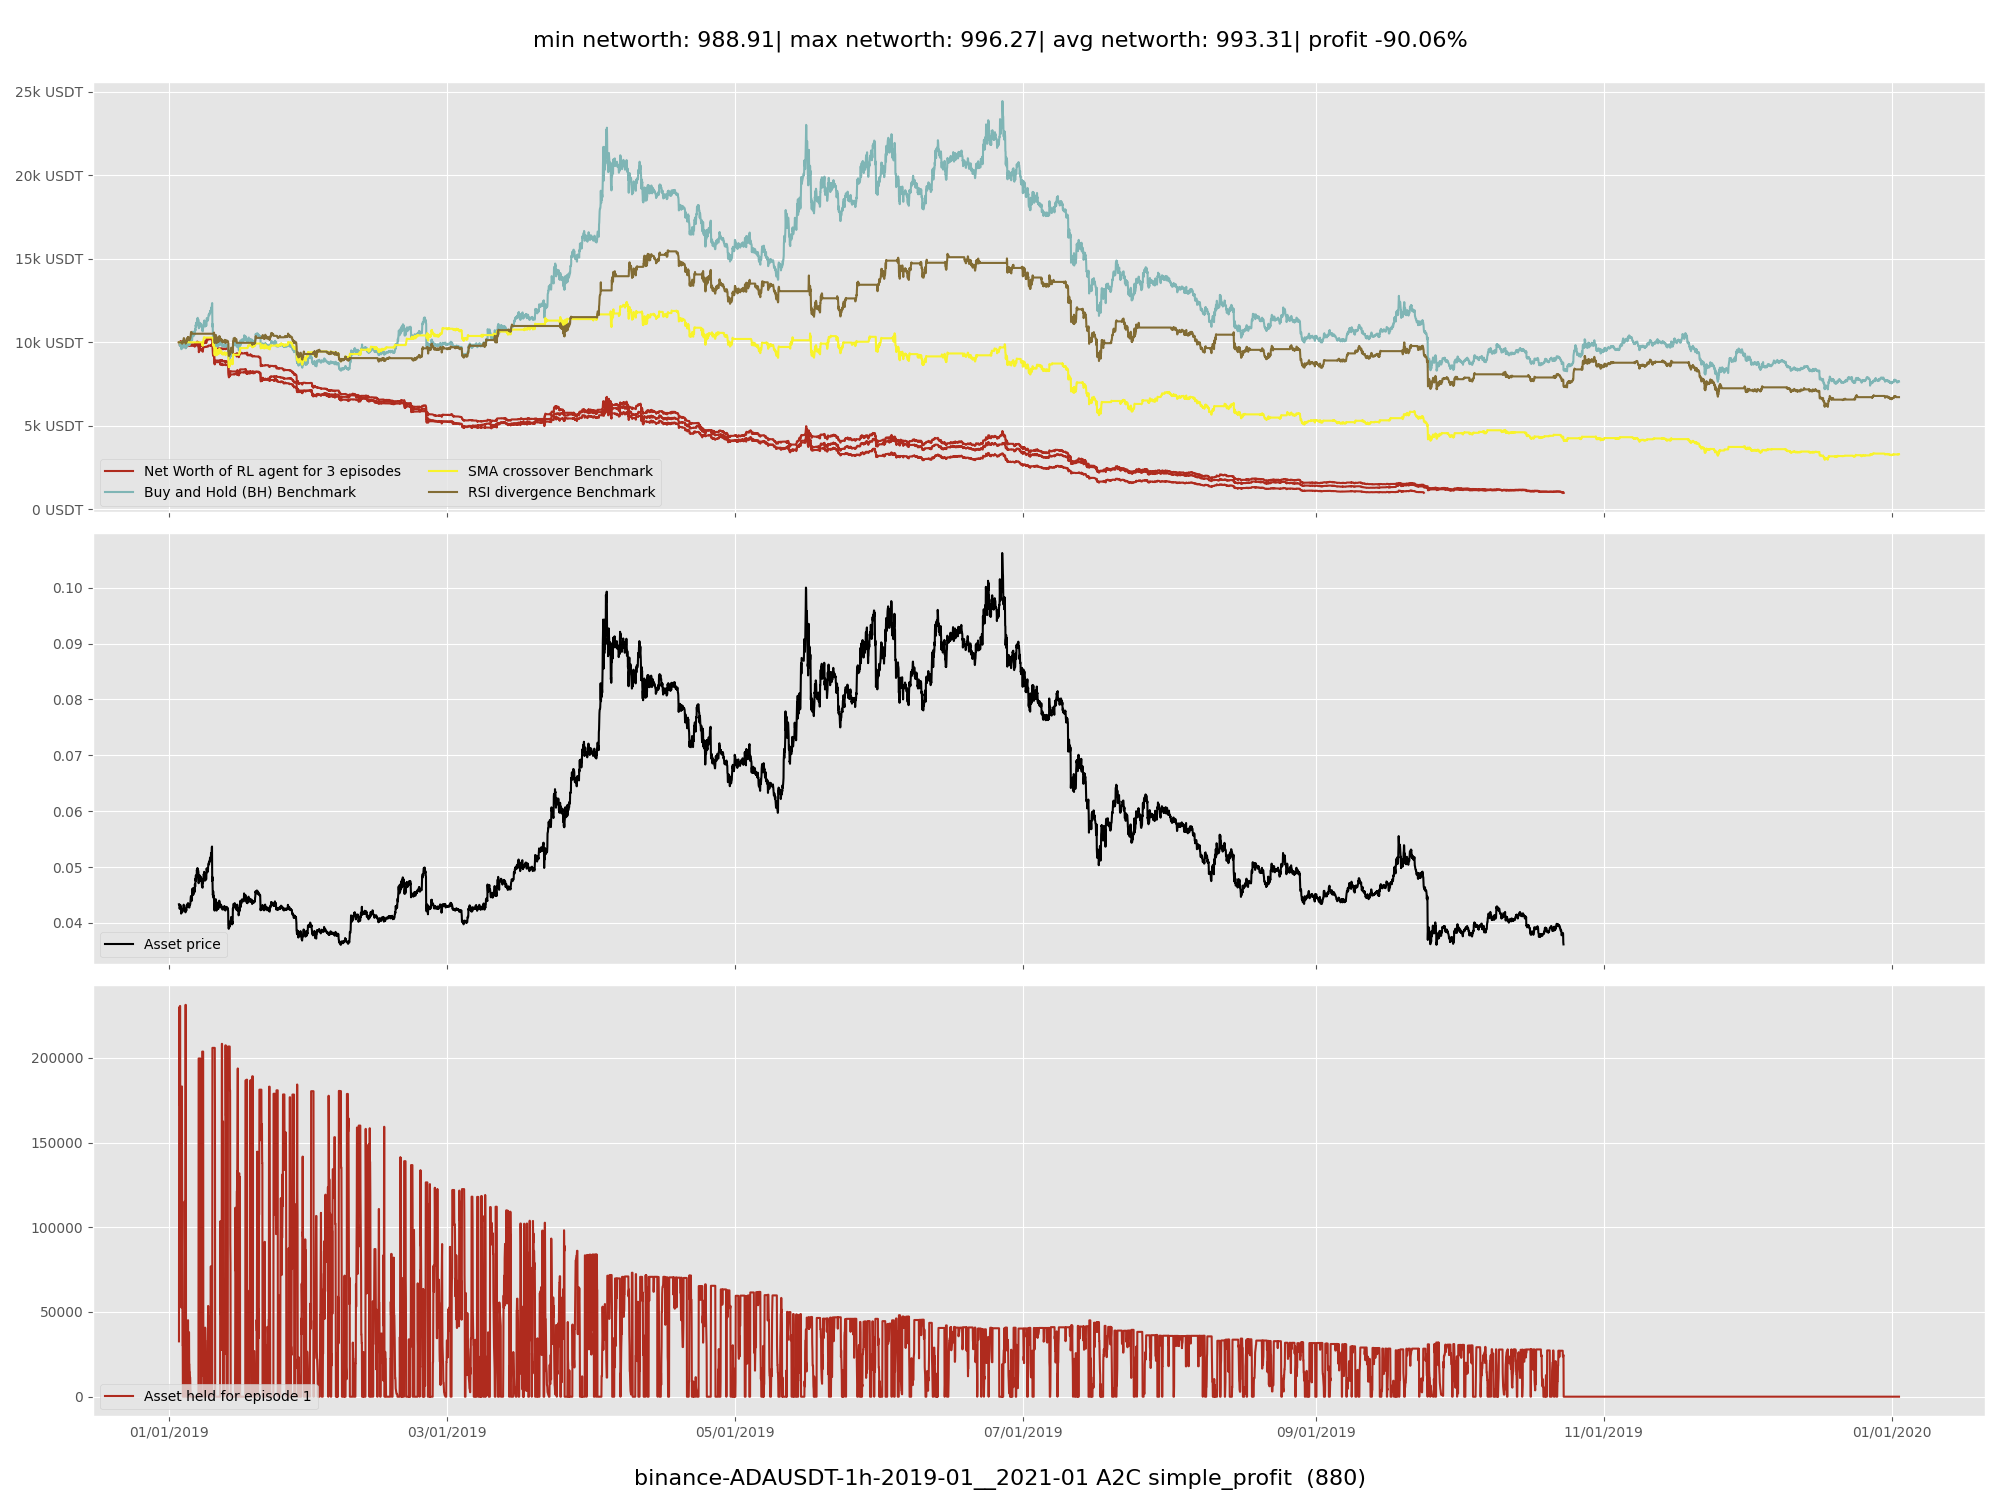 min networth: 988.91| max networth: 996.27| avg networth: 993.31| profit -90.06%
25k USDT
20k USDT
15k USDT
10k USDT
5k USDT
0 USDT
Net Worth of RL agent for 3 episodes
Buy and Hold (BH) Benchmark
SMA crossover Benchmark
RSI divergence Benchmark
0.10
0.09
0.08
0.07
0.06
0.05
0.04
Asset price
200000
150000
100000
50000
0
Asset held for episode 1
01/01/2019 03/01/2019 05/01/2019 07/01/2019 09/01/2019 11/01/2019 01/01/2020
binance-ADAUSDT-1h-2019-01__2021-01 A2C simple_profit (880)